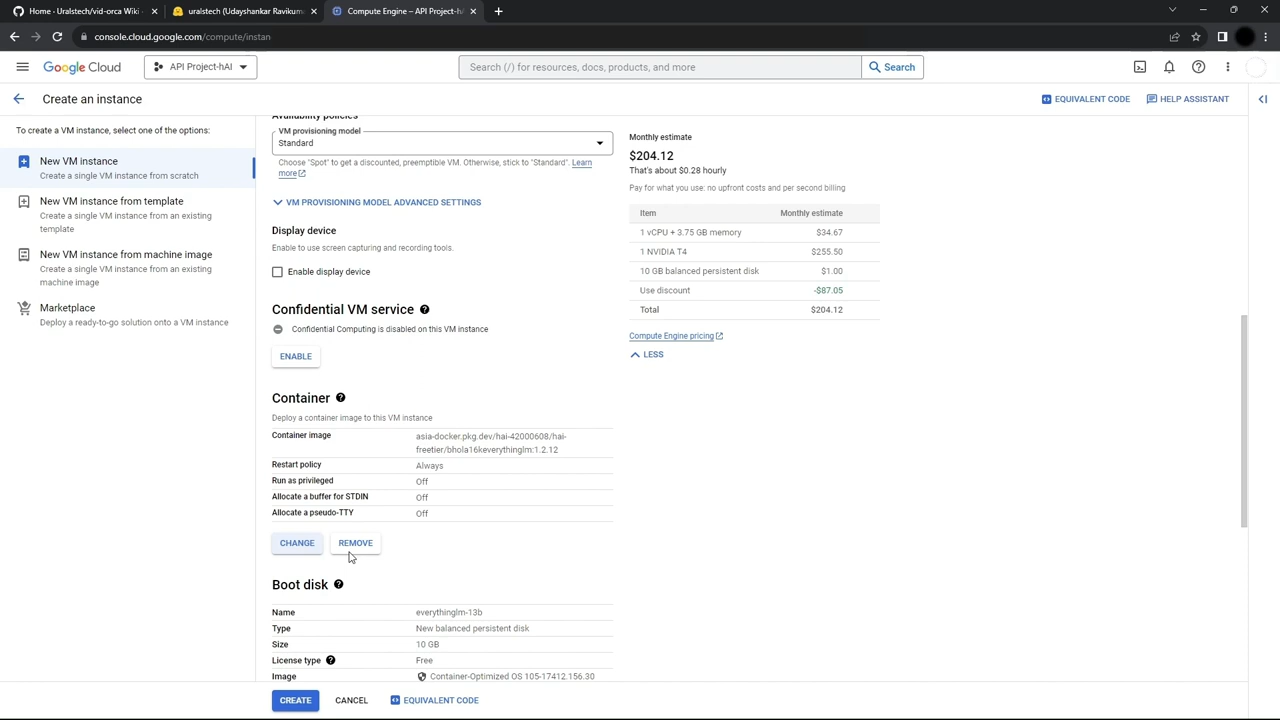 Home · Uralstech/vid-orca Wiki ·
uralstech (Udayshankar Ravikum
Compute Engine – API Project-h
console.cloud.google.com/compute/instan
Google Cloud
API Project-hAI
Search (/) for resources, docs, products, and more
Search
Create an instance
EQUIVALENT CODE
HELP ASSISTANT
To create a VM instance, select one of the options:
New VM instance
Create a single VM instance from scratch
New VM instance from template
Create a single VM instance from an existing
template
New VM instance from machine image
Create a single VM instance from an existing
machine image
Marketplace
Deploy a ready-to-go solution onto a VM instance
Availability policies
VM provisioning model
Standard
Choose "Spot" to get a discounted, preemptible VM. Otherwise, stick to "Standard". Learn
more
VM PROVISIONING MODEL ADVANCED SETTINGS
Display device
Enable to use screen capturing and recording tools.
Enable display device
Confidential VM service
Confidential Computing is disabled on this VM instance
ENABLE
Container
Deploy a container image to this VM instance
Container image asia-docker.pkg.dev/hai-42000608/hai-
freetier/bhola16keverythinglm:1.2.12
Restart policy Always
Run as privileged Off
Allocate a buffer for STDIN Off
Allocate a pseudo-TTY Off
CHANGE REMOVE
Boot disk
Name everythinglm-13b
Type New balanced persistent disk
Size 10 GB
License type Free
Image Container-Optimized OS 105-17412.156.30
CREATE CANCEL EQUIVALENT CODE
Monthly estimate
$204.12
That's about $0.28 hourly
Pay for what you use: no upfront costs and per second billing
Item Monthly estimate
1 vCPU + 3.75 GB memory $34.67
1 NVIDIA T4 $255.50
10 GB balanced persistent disk $1.00
Use discount -$87.05
Total $204.12
Compute Engine pricing
LESS